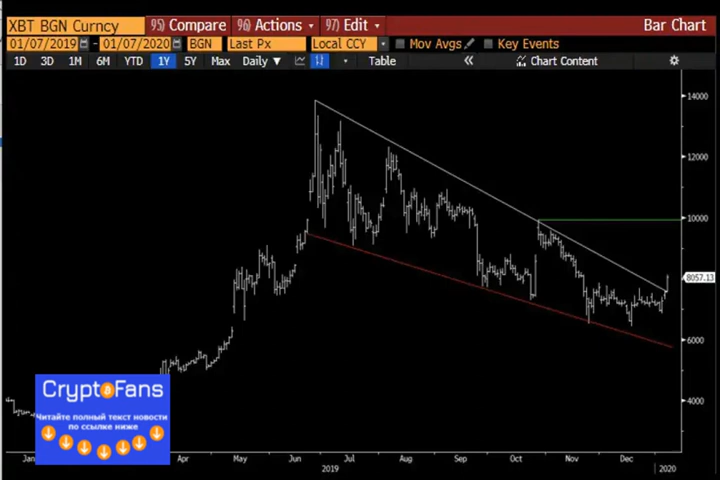 XBT BGN Curncy 95) Compare 96) Actions 97) Edit Bar Chart
01/07/2019 - 01/07/2020 BGN Last Px Local CCY Mov Avgs Key Events
1D 3D 1M 6M YTD 1Y 5Y Max Daily Table Chart Content
14000
12000
10000
8057.13
6000
4000
CryptoFans
Читайте полный текст новости
по ссылке ниже
Jan Apr May Jun Jul Aug Sep Oct Nov Dec Jan
2019 2020